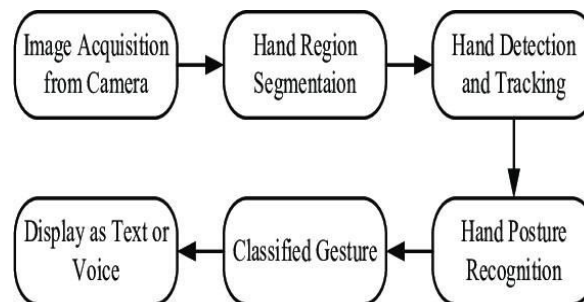 Image Acquisition
from Camera
Hand Region
Segmentaion
Hand Detection
and Tracking
Hand Posture
Recognition
Classified Gesture
Display as Text or
Voice